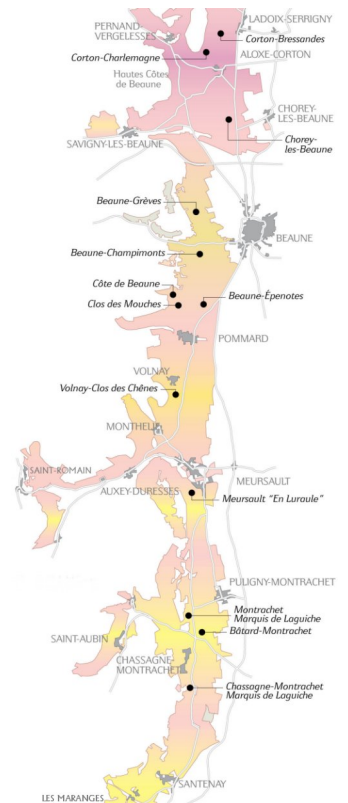 PERNAND-
VERGELESSES
LADOIX-SERRIGNY
Corton-Bressandes
Corton-Charlemagne
ALOXE-CORTON
Hautes Côtes
de Beaune
CHOREY-
LES-BEAUNE
SAVIGNY-LES-BEAUNE
Chorey-
les-Beaune
Beaune-Grèves
BEAUNE
Beaune-Champimonts
Côte de Beaune
Clos des Mouches
Beaune-Épenotes
POMMARD
VOLNAY
Volnay-Clos des Chênes
MONTHELIE
SAINT-ROMAIN
MEURSAULT
AUXEY-DURESSES
Meursault "En Luraule"
PULIGNY-MONTRACHET
Montrachet
Marquis de Laguiche
Bâtard-Montrachet
SAINT-AUBIN
CHASSAGNE-
MONTRACHET
Chassagne-Montrachet
Marquis de Laguiche
SANTENAY
LES MARANGES